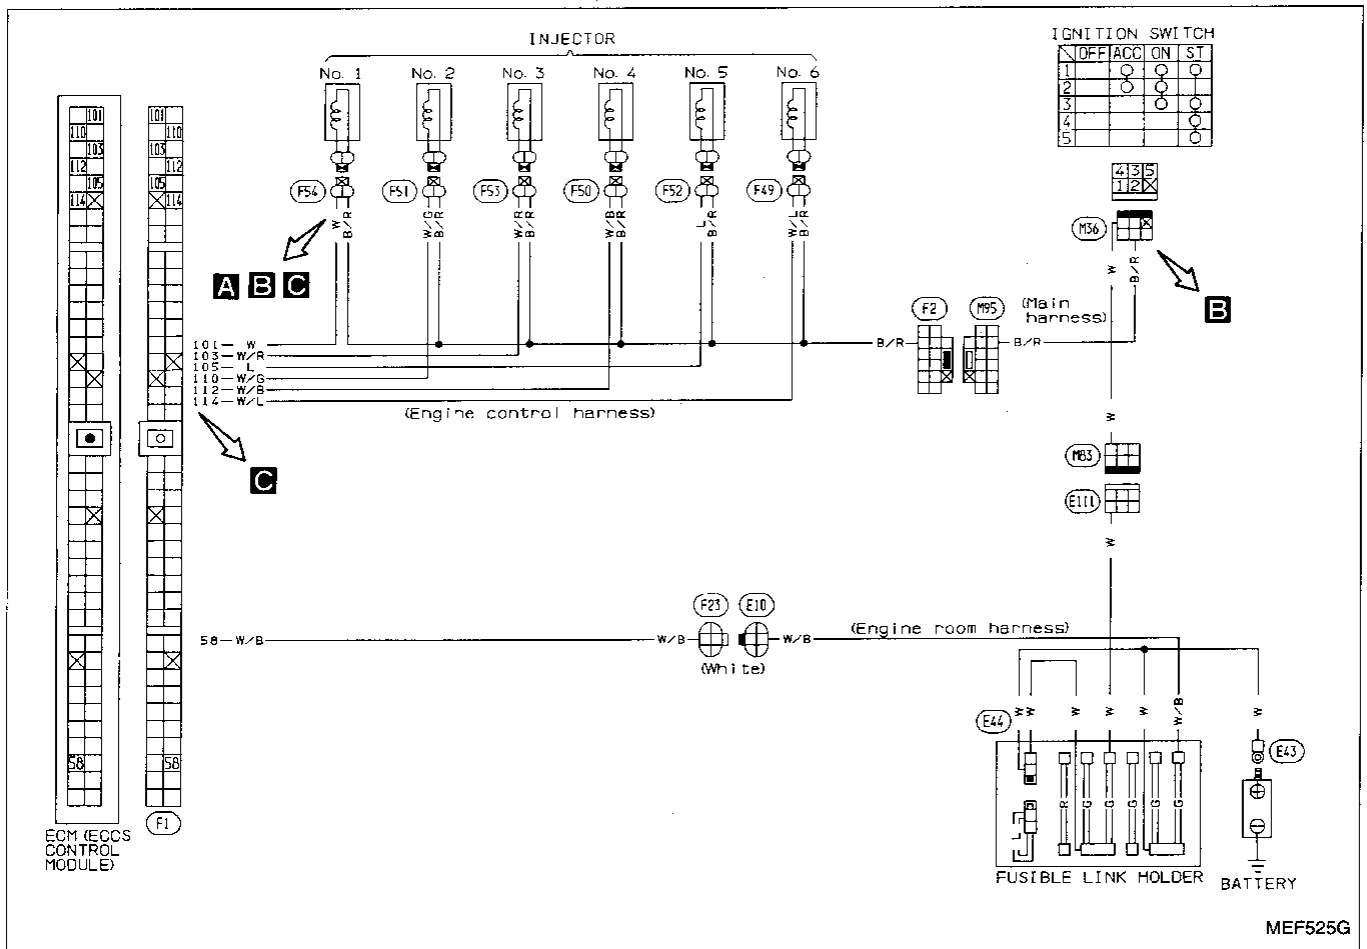 INJECTOR
No. 1 No. 2 No. 3 No. 4 No. 5 No. 6
F54 F51 F53 F50 F52 F49
W B/R W/G B/R W/R B/R W/B B/R L B/R W/L B/R
A B C
IGNITION SWITCH
OFF ACC ON ST
1
2
3
4
5
4 3 5
1 2
M36
W B/R
B
F2 M95 (Main harness)
B/R B/R
101 W
103 W/R
105 L
110 W/G
112 W/B
114 W/L
(Engine control harness)
C
W
M83
E111
W
101 101
110 110
103 103
112 112
105 105
114 114
58 58
F1
ECM (ECCS
CONTROL
MODULE)
58 W/B W/B
F23 E10
(White)
W/B (Engine room harness)
E44
W W W W W W/B W
E43
R G G G G
L
FUSIBLE LINK HOLDER
BATTERY
MEF525G